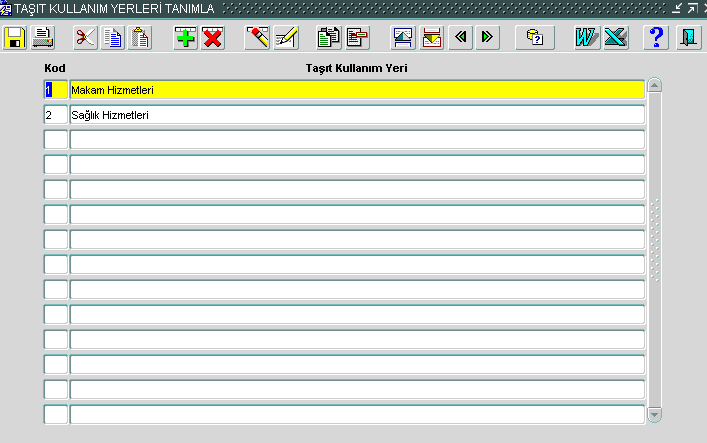 TAŞIT KULLANIM YERLERİ TANIMLA
Kod Taşıt Kullanım Yeri
1 Makam Hizmetleri
2 Sağlık Hizmetleri